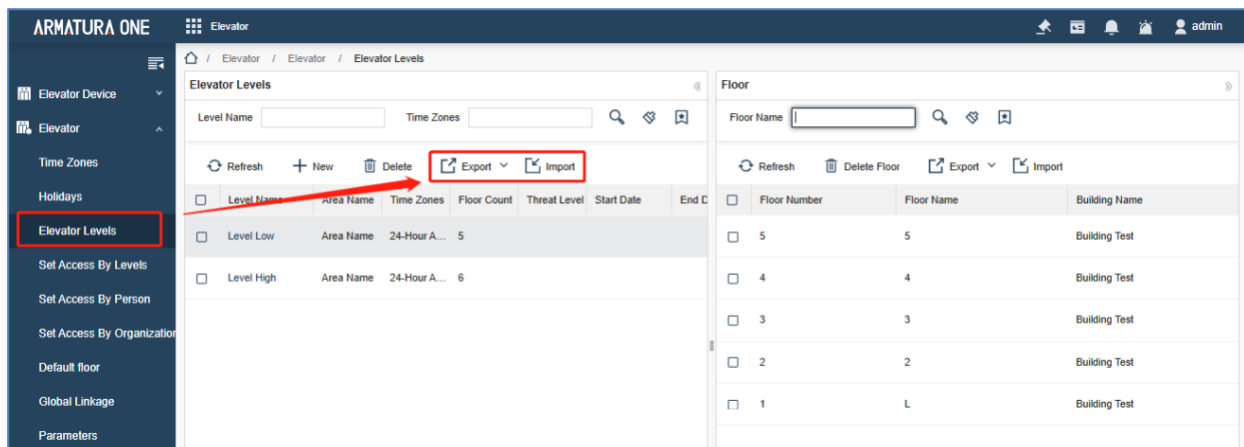 ARMATURA ONE
Elevator
admin
/ Elevator / Elevator / Elevator Levels
Elevator Device
Elevator
Time Zones
Holidays
Elevator Levels
Set Access By Levels
Set Access By Person
Set Access By Organization
Default floor
Global Linkage
Parameters
Elevator Levels
Level Name Time Zones
Refresh New Delete Export Import
Level Name Area Name Time Zones Floor Count Threat Level Start Date End D
Level Low Area Name 24-Hour A... 5
Level High Area Name 24-Hour A... 6
Floor
Floor Name
Refresh Delete Floor Export Import
Floor Number Floor Name Building Name
5 5 Building Test
4 4 Building Test
3 3 Building Test
2 2 Building Test
1 L Building Test